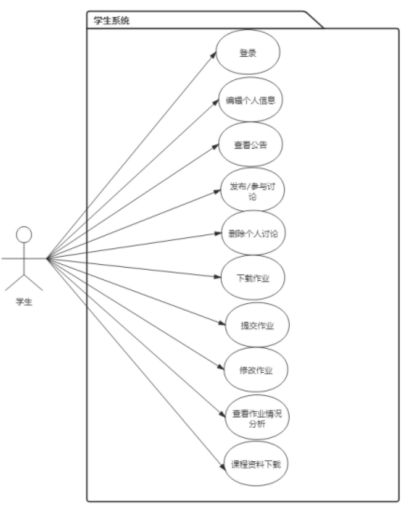 学生系统
登录
编辑个人信息
查看公告
发布/参与讨
论
删除个人讨论
学生
下载作业
提交作业
修改作业
查看作业情况
分析
课程资料下载